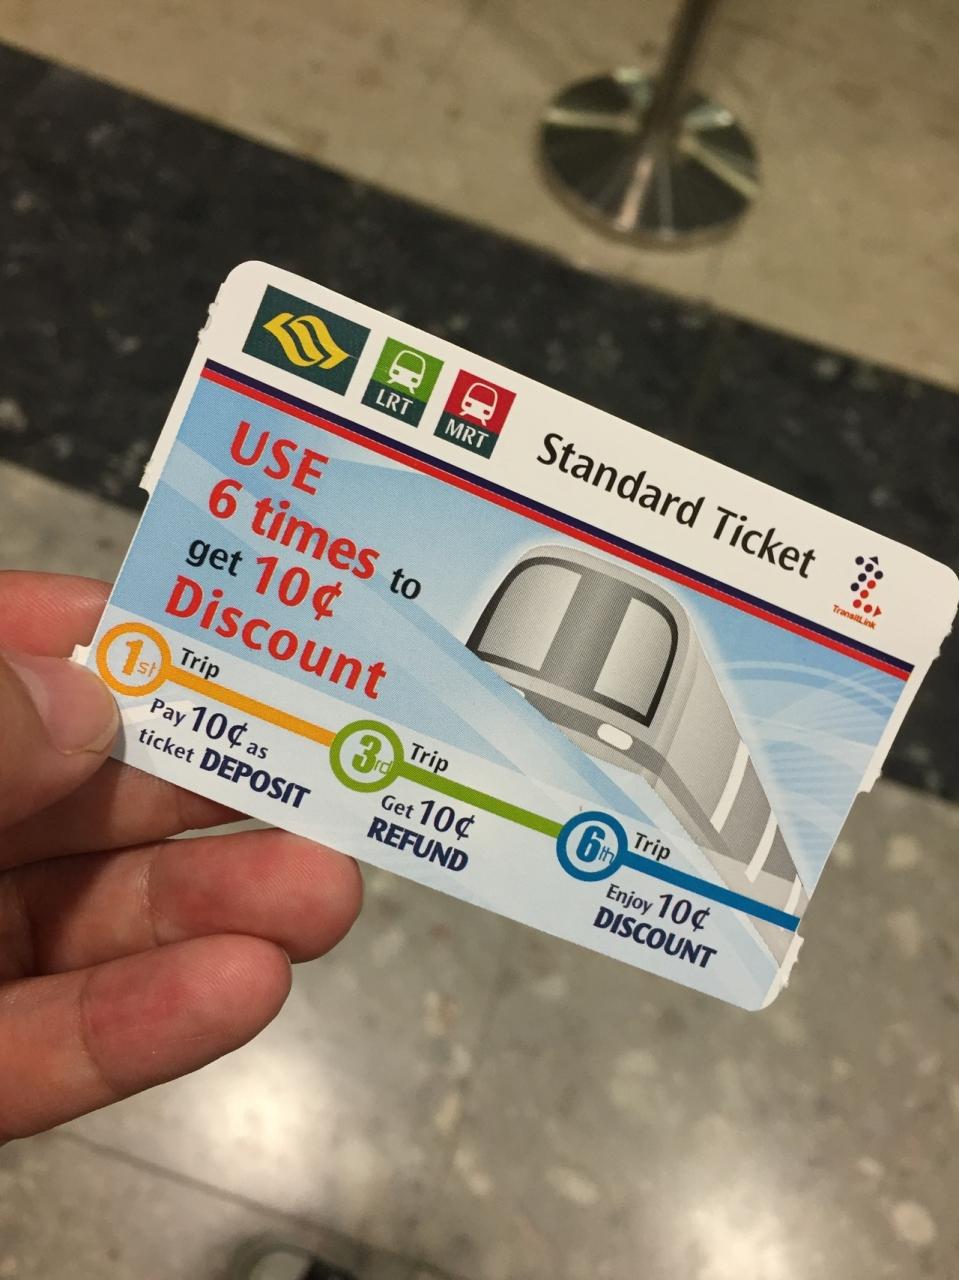 LRT
MRT
Standard Ticket
TransitLink
USE
6 times to
get 10¢
Discount
1st Trip
Pay 10¢ as
ticket DEPOSIT
3rd Trip
Get 10¢
REFUND
6th Trip
Enjoy 10¢
DISCOUNT